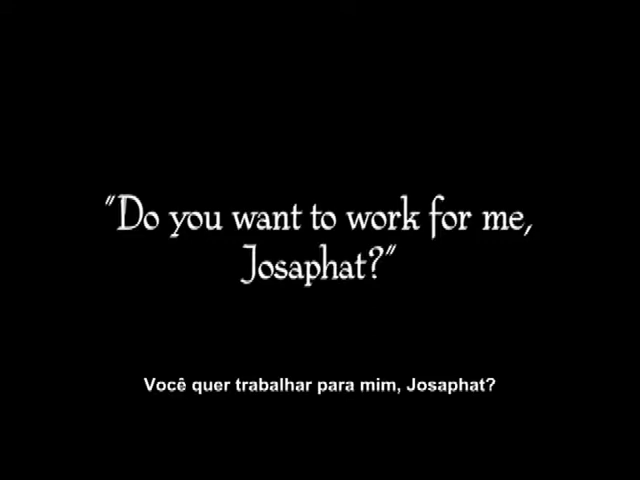 "Do you want to work for me,
Josaphat?"
Você quer trabalhar para mim, Josaphat?